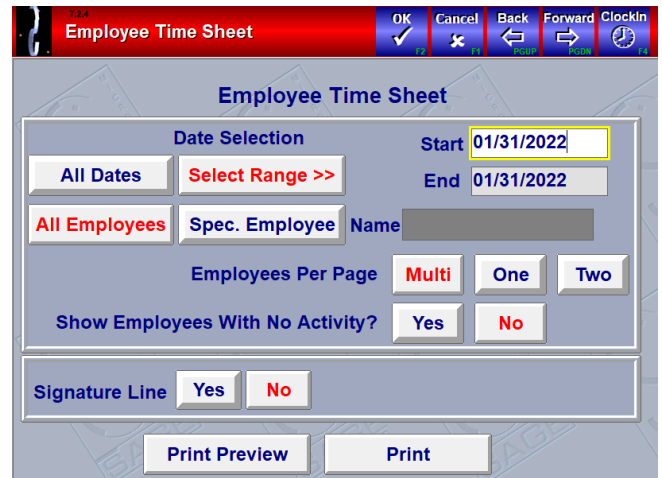 7.2.4
Employee Time Sheet
OK Cancel Back Forward ClockIn
F2 F1 PGUP PGDN F4
Employee Time Sheet
Date Selection
Start 01/31/2022
All Dates Select Range >>
End 01/31/2022
All Employees Spec. Employee Name
Employees Per Page Multi One Two
Show Employees With No Activity? Yes No
Signature Line Yes No
Print Preview Print
SAGE